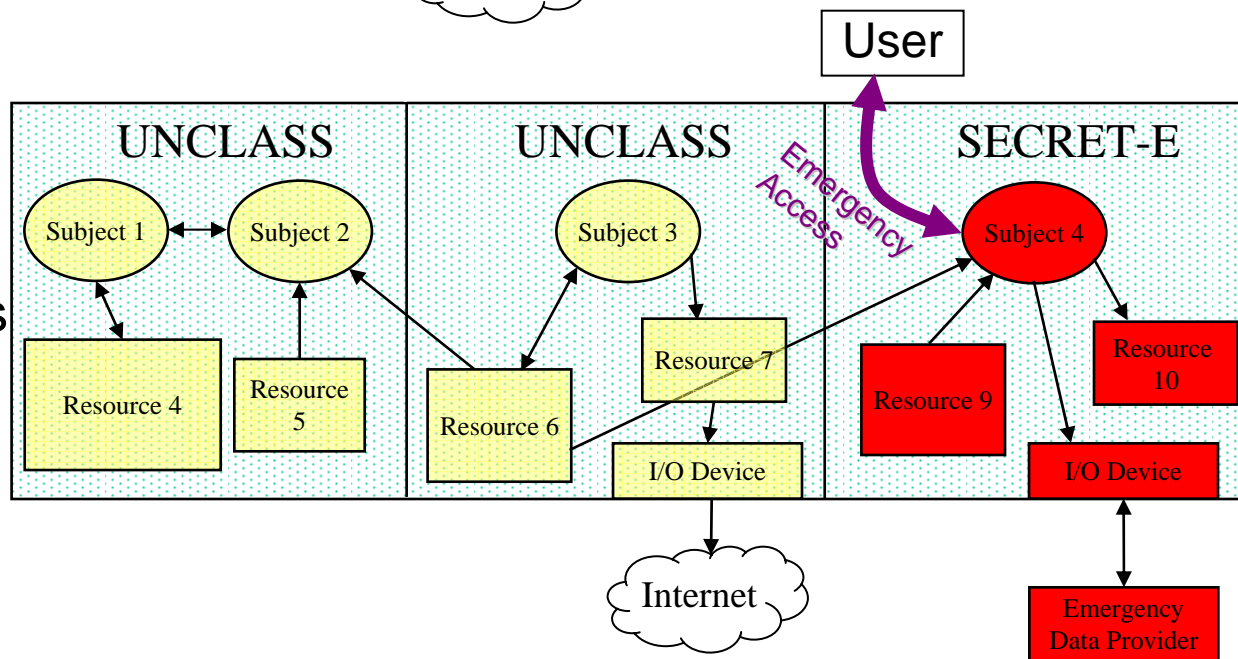 User
UNCLASS
UNCLASS
SECRET-E
Emergency
Access
Subject 1
Subject 2
Subject 3
Subject 4
s
Resource 4
Resource
5
Resource 6
Resource 7
Resource 9
Resource
10
I/O Device
I/O Device
Internet
Emergency
Data Provider